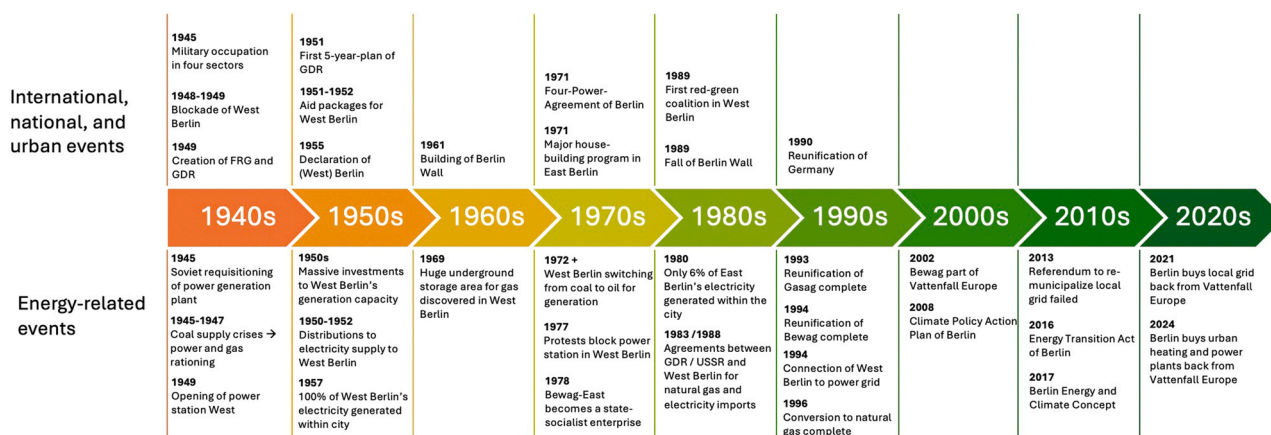 International,
national, and
urban events
1945
Military occupation
in four sectors
1948-1949
Blockade of West
Berlin
1949
Creation of FRG and
GDR
1951
First 5-year-plan of
GDR
1951-1952
Aid packages for
West Berlin
1955
Declaration of
(West) Berlin
1961
Building of Berlin
Wall
1971
Four-Power-
Agreement of Berlin
1971
Major house-
building program in
East Berlin
1989
First red-green
coalition in West
Berlin
1989
Fall of Berlin Wall
1990
Reunification of
Germany
1940s
1950s
1960s
1970s
1980s
1990s
2000s
2010s
2020s
Energy-related
events
1945
Soviet requisitioning
of power generation
plant
1945-1947
Coal supply crises →
power and gas
rationing
1949
Opening of power
station West
1950s
Massive investments
to West Berlin's
generation capacity
1950-1952
Distributions to
electricity supply to
West Berlin
1957
100% of West Berlin's
electricity generated
within city
1969
Huge underground
storage area for gas
discovered in West
Berlin
1972 +
West Berlin switching
from coal to oil for
generation
1977
Protests block power
station in West Berlin
1978
Bewag-East
becomes a state-
socialist enterprise
1980
Only 6% of East
Berlin's electricity
generated within the
city
1983 /1988
Agreements between
GDR / USSR and
West Berlin for
natural gas and
electricity imports
1993
Reunification of
Gasag complete
1994
Reunification of
Bewag complete
1994
Connection of West
Berlin to power grid
1996
Conversion to natural
gas complete
2002
Bewag part of
Vattenfall Europe
2008
Climate Policy Action
Plan of Berlin
2013
Referendum to re-
municipalize local
grid failed
2016
Energy Transition Act
of Berlin
2017
Berlin Energy and
Climate Concept
2021
Berlin buys local grid
back from Vattenfall
Europe
2024
Berlin buys urban
heating and power
plants back from
Vattenfall Europe